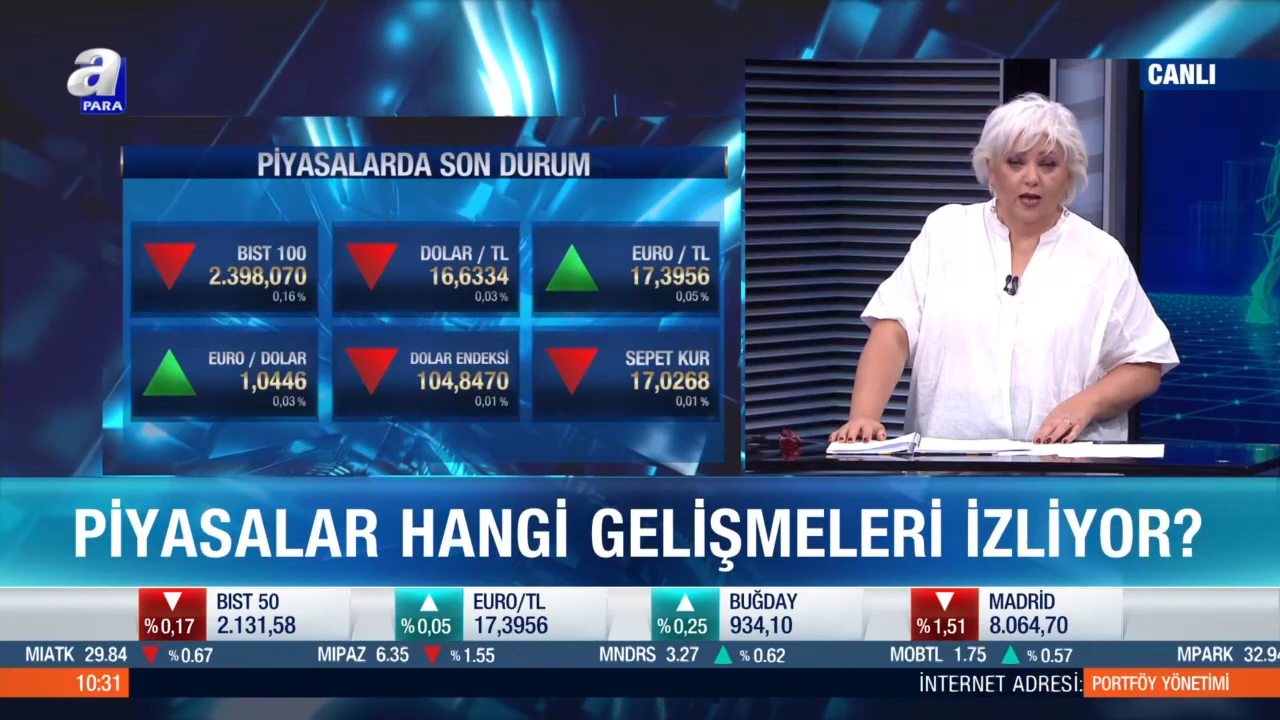 a
PARA
CANLI
PİYASALARDA SON DURUM
BIST 100
2.398,070
0,16 %
DOLAR / TL
16,6334
0,03 %
EURO / TL
17,3956
0,05 %
EURO / DOLAR
1,0446
0,03 %
DOLAR ENDEKSİ
104,8470
0,01 %
SEPET KUR
17,0268
0,01 %
PİYASALAR HANGİ GELİŞMELERİ İZLİYOR?
%0,17 BIST 50 2.131,58
%0,05 EURO/TL 17,3956
%0,25 BUĞDAY 934,10
%1,51 MADRİD 8.064,70
MIATK 29.84 %0.67 MIPAZ 6.35 %1.55 MNDRS 3.27 %0.62 MOBTL 1.75 %0.57 MPARK 32.94
10:31 İNTERNET ADRESİ: PORTFÖY YÖNETİMİ